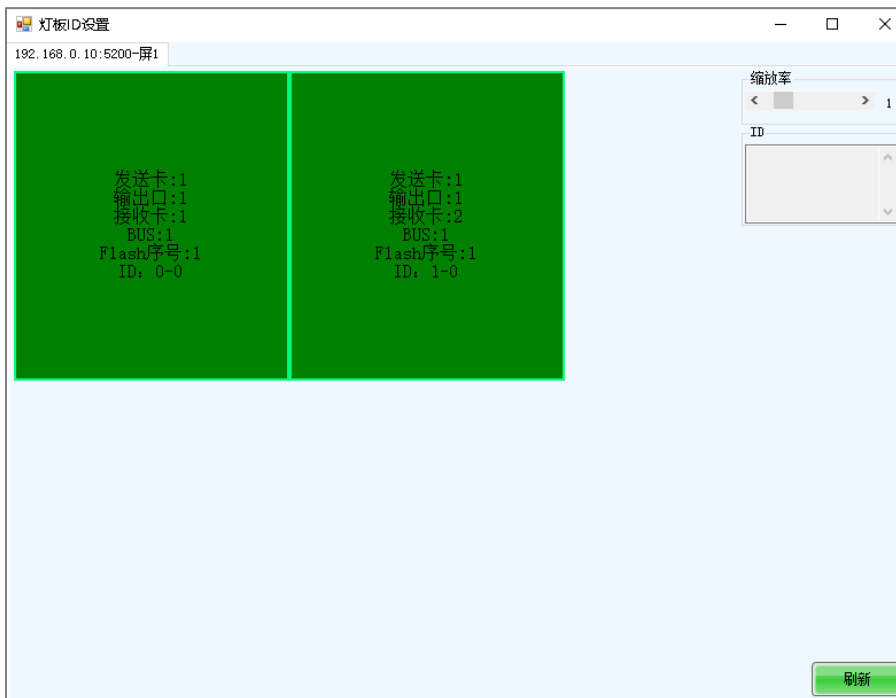 灯板ID设置
192.168.0.10:5200-屏1
缩放率
1
ID
发送卡:1
输出口:1
接收卡:1
BUS:1
Flash序号:1
ID: 0-0
发送卡:1
输出口:1
接收卡:2
BUS:1
Flash序号:1
ID: 1-0
刷新